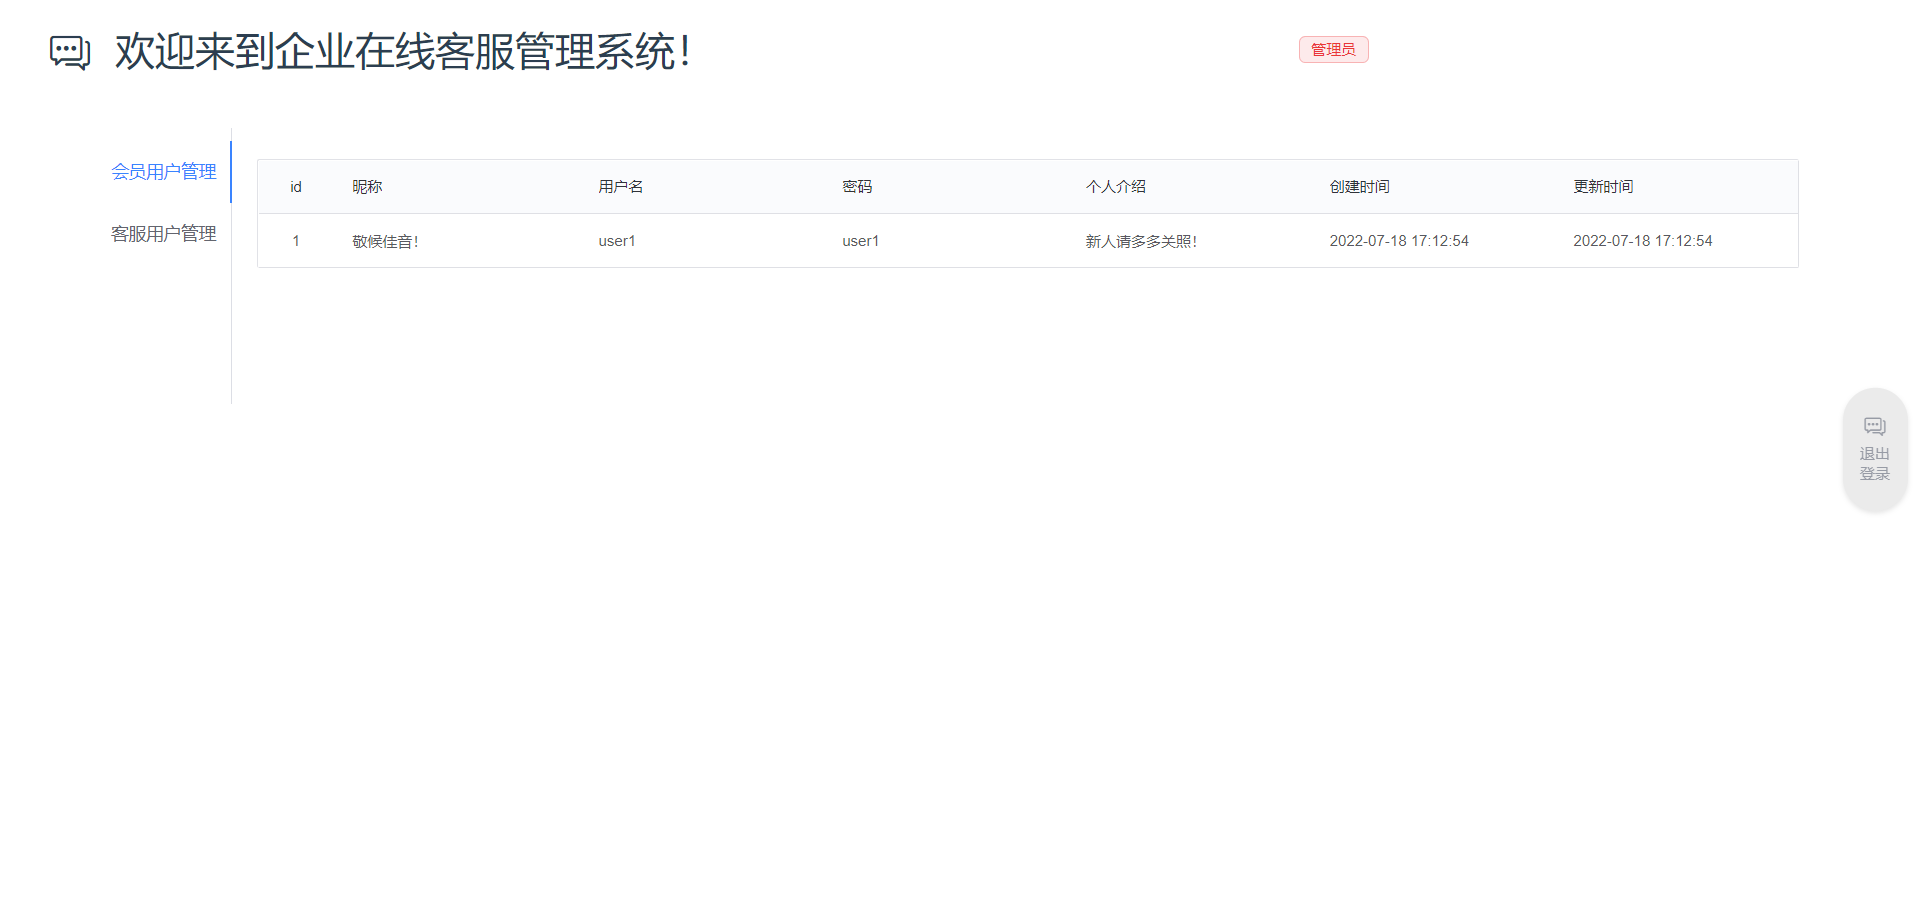 欢迎来到企业在线客服管理系统！
管理员
会员用户管理
客服用户管理
id 昵称 用户名 密码 个人介绍 创建时间 更新时间
1 敬候佳音！ user1 user1 新人请多多关照！ 2022-07-18 17:12:54 2022-07-18 17:12:54
退出
登录